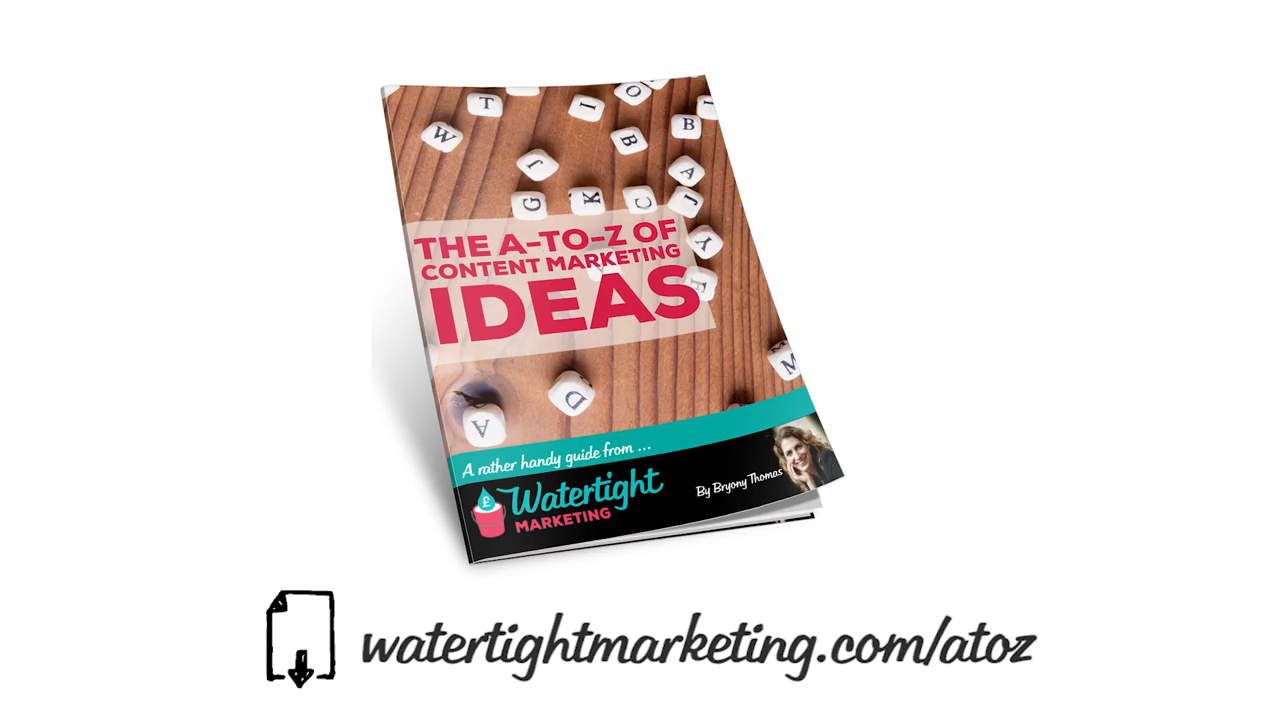 T
I
O
I
W
B
B
J
A
G
K
C
J
THE A-TO-Z OF
Y
CONTENT MARKETING
IDEAS
M
D
A
A rather handy guide from ...
£
Watertight
MARKETING
By Bryony Thomas
watertightmarketing.com/atoz